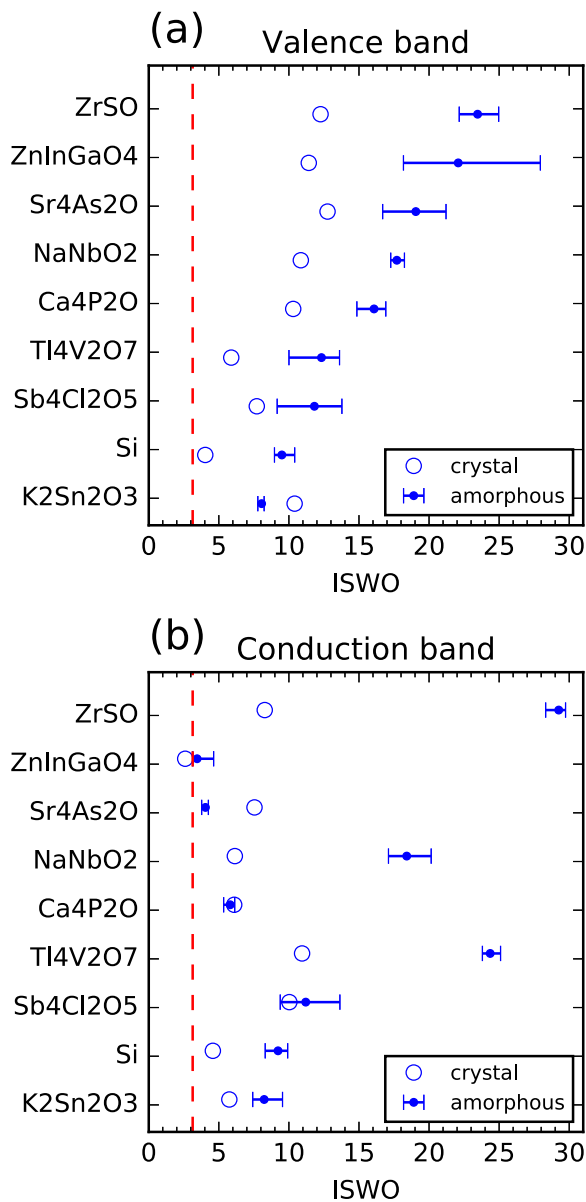 (a)
Valence band
ZrSO
ZnInGaO4
Sr4As2O
NaNbO2
Ca4P2O
Tl4V2O7
Sb4Cl2O5
Si
K2Sn2O3
crystal
amorphous
0 5 10 15 20 25 30
ISWO
(b)
Conduction band
ZrSO
ZnInGaO4
Sr4As2O
NaNbO2
Ca4P2O
Tl4V2O7
Sb4Cl2O5
Si
K2Sn2O3
crystal
amorphous
0 5 10 15 20 25 30
ISWO